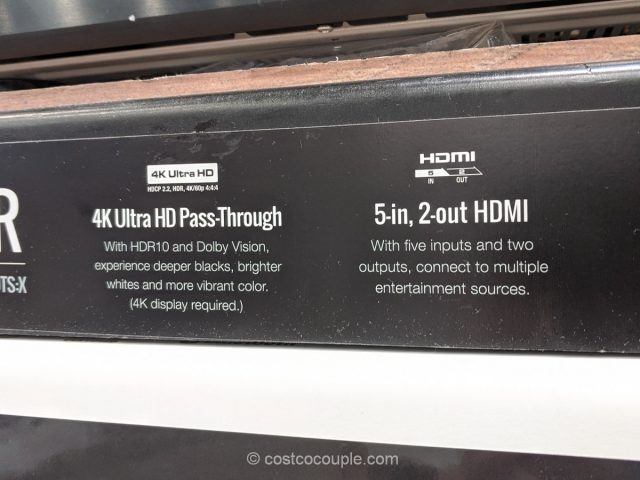 R
DTS:X
4K Ultra HD
HDCP 2.2, HDR, 4K/60p 4:4:4
4K Ultra HD Pass-Through
With HDR10 and Dolby Vision,
experience deeper blacks, brighter
whites and more vibrant color.
(4K display required.)
HDMI
5 2
IN OUT
5-in, 2-out HDMI
With five inputs and two
outputs, connect to multiple
entertainment sources.
© costcocouple.com